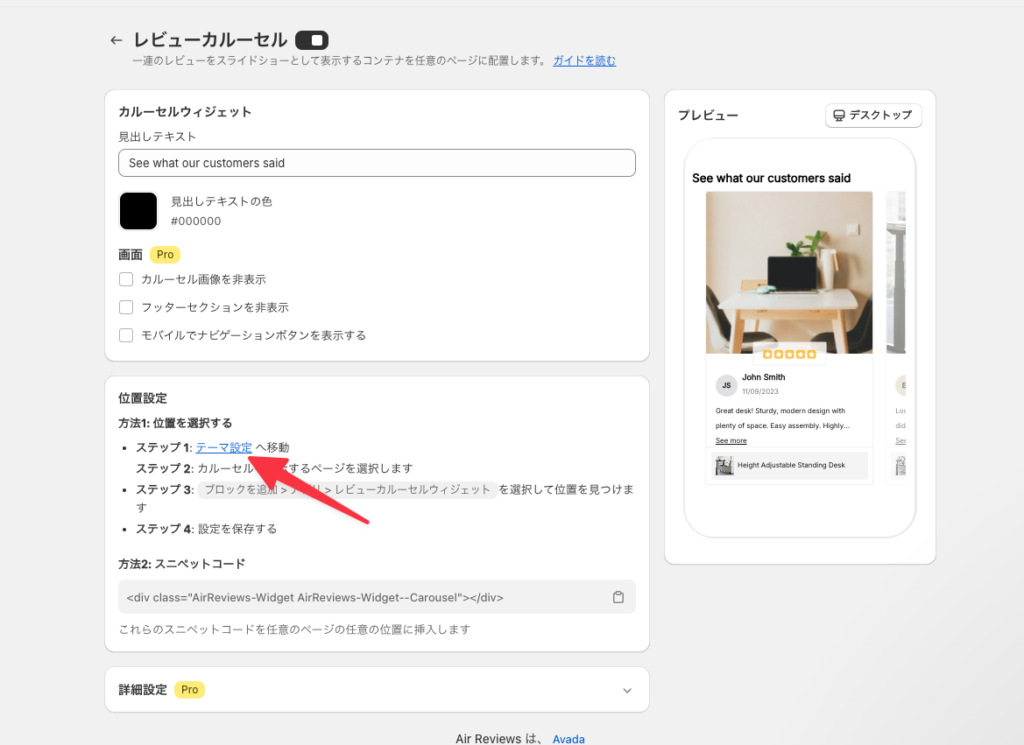 ← レビューカルーセル
一連のレビューをスライドショーとして表示するコンテナを任意のページに配置します。 ガイドを読む
カルーセルウィジェット
見出しテキスト
See what our customers said
見出しテキストの色
#000000
画面 Pro
カルーセル画像を非表示
フッターセクションを非表示
モバイルでナビゲーションボタンを表示する
位置設定
方法1: 位置を選択する
• ステップ 1: テーマ設定 へ移動
ステップ 2: カルーセル するページを選択します
• ステップ 3: ブロックを追加 > > レビューカルーセルウィジェット を選択して位置を見つけま
す
• ステップ 4: 設定を保存する
方法2: スニペットコード
<div class="AirReviews-Widget AirReviews-Widget--Carousel"></div>
これらのスニペットコードを任意のページの任意の位置に挿入します
詳細設定 Pro
プレビュー
デスクトップ
See what our customers said
JS
John Smith
11/09/2023
Great desk! Sturdy, modern design with
plenty of space. Easy assembly. Highly...
See more
Height Adjustable Standing Desk
E
Loc
did
See
Air Reviews は、 Avada